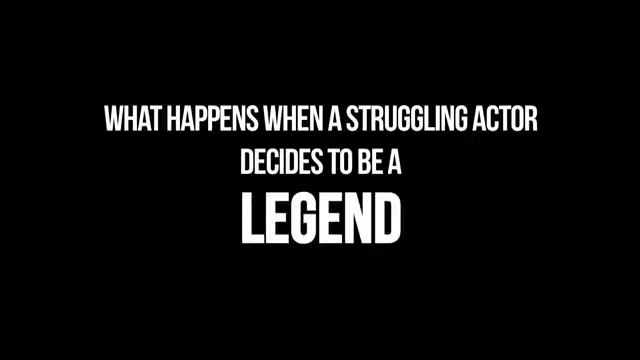 WHAT HAPPENS WHEN A STRUGGLING ACTOR
DECIDES TO BE A
LEGEND